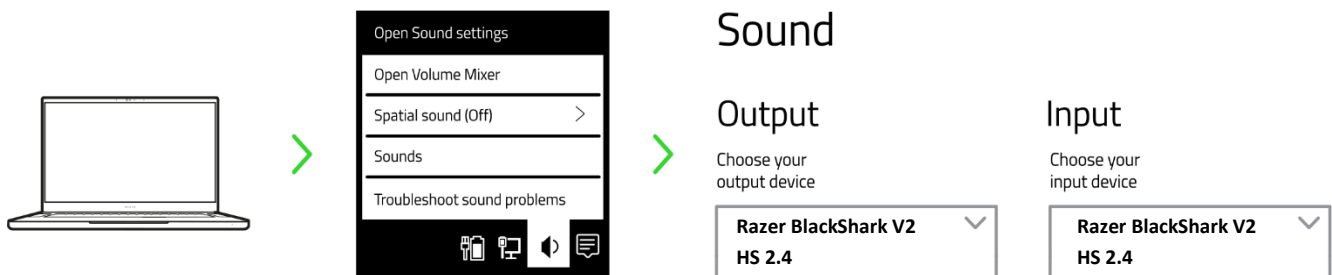 Open Sound settings
Open Volume Mixer
Spatial sound (Off)
Sounds
Troubleshoot sound problems
Sound
Output
Choose your
output device
Razer BlackShark V2
HS 2.4
Input
Choose your
input device
Razer BlackShark V2
HS 2.4